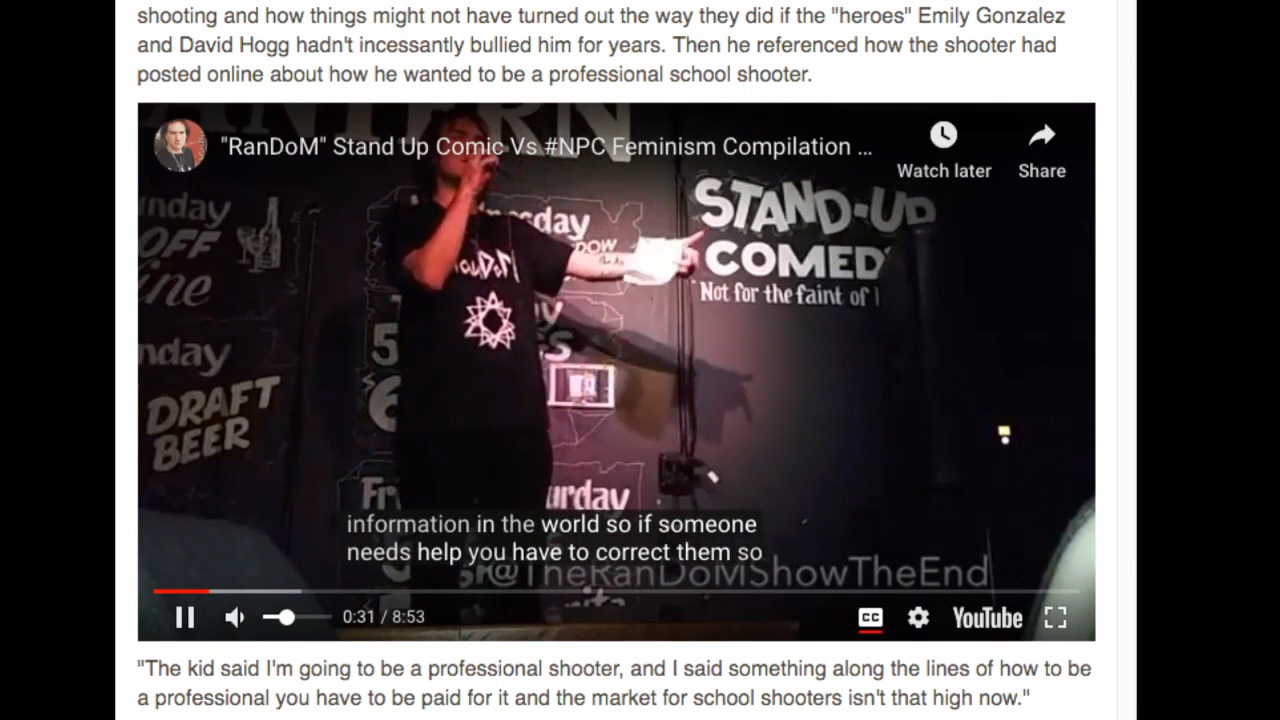 shooting and how things might not have turned out the way they did if the "heroes" Emily Gonzalez
and David Hogg hadn't incessantly bullied him for years. Then he referenced how the shooter had
posted online about how he wanted to be a professional school shooter.
"RanDoM" Stand Up Comic Vs #NPC Feminism Compilation ...
Watch later
Share
STAND-UP
COMEDY
Not for the faint of
OFF
DRAFT
BEER
information in the world so if someone
needs help you have to correct them so
@TheRanDoMShowTheEnd
0:31 / 8:53
CC
YouTube
"The kid said I'm going to be a professional shooter, and I said something along the lines of how to be
a professional you have to be paid for it and the market for school shooters isn't that high now."